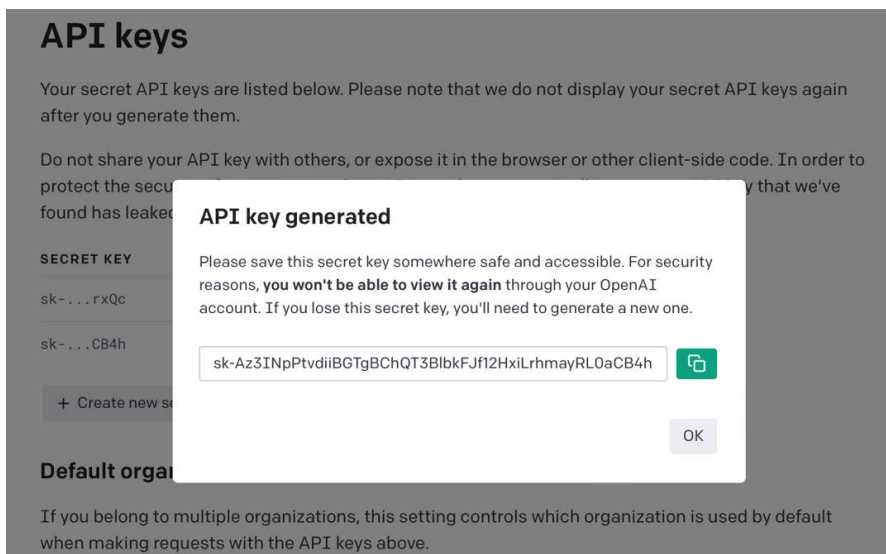 API keys
Your secret API keys are listed below. Please note that we do not display your secret API keys again
after you generate them.
Do not share your API key with others, or expose it in the browser or other client-side code. In order to
protect the that we've
found has
SECRET KEY
sk-...rxQc
sk-...CB4h
+ Create new
API key generated
Please save this secret key somewhere safe and accessible. For security
reasons, you won't be able to view it again through your OpenAI
account. If you lose this secret key, you'll need to generate a new one.
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
OK
Default
If you belong to multiple organizations, this setting controls which organization is used by default
when making requests with the API keys above.